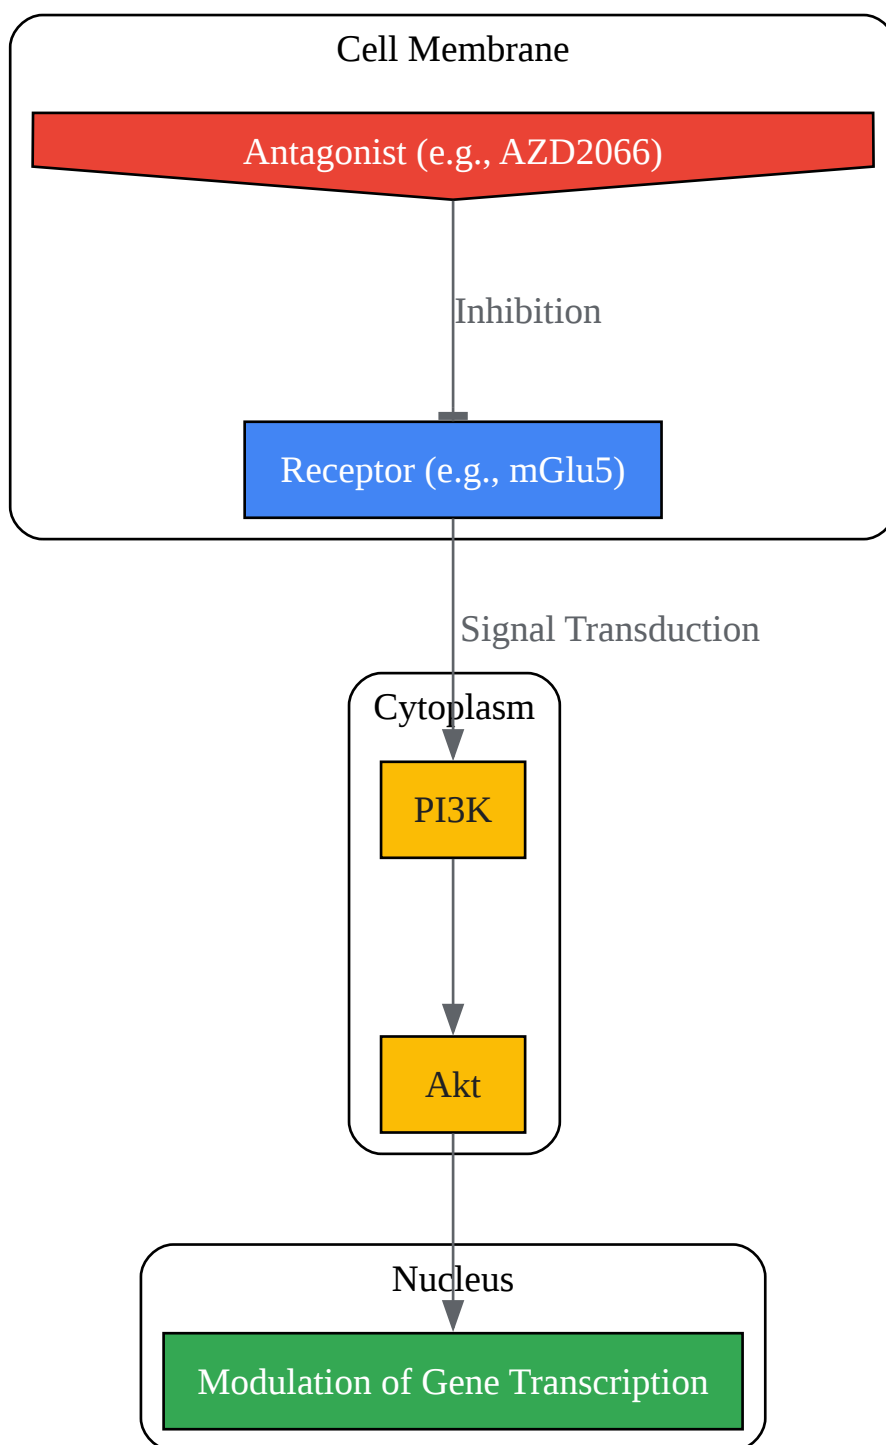 Cell Membrane
Antagonist (e.g., AZD2066)
Inhibition
Receptor (e.g., mGlu5)
Signal Transduction
Cytoplasm
PI3K
Akt
Nucleus
Modulation of Gene Transcription